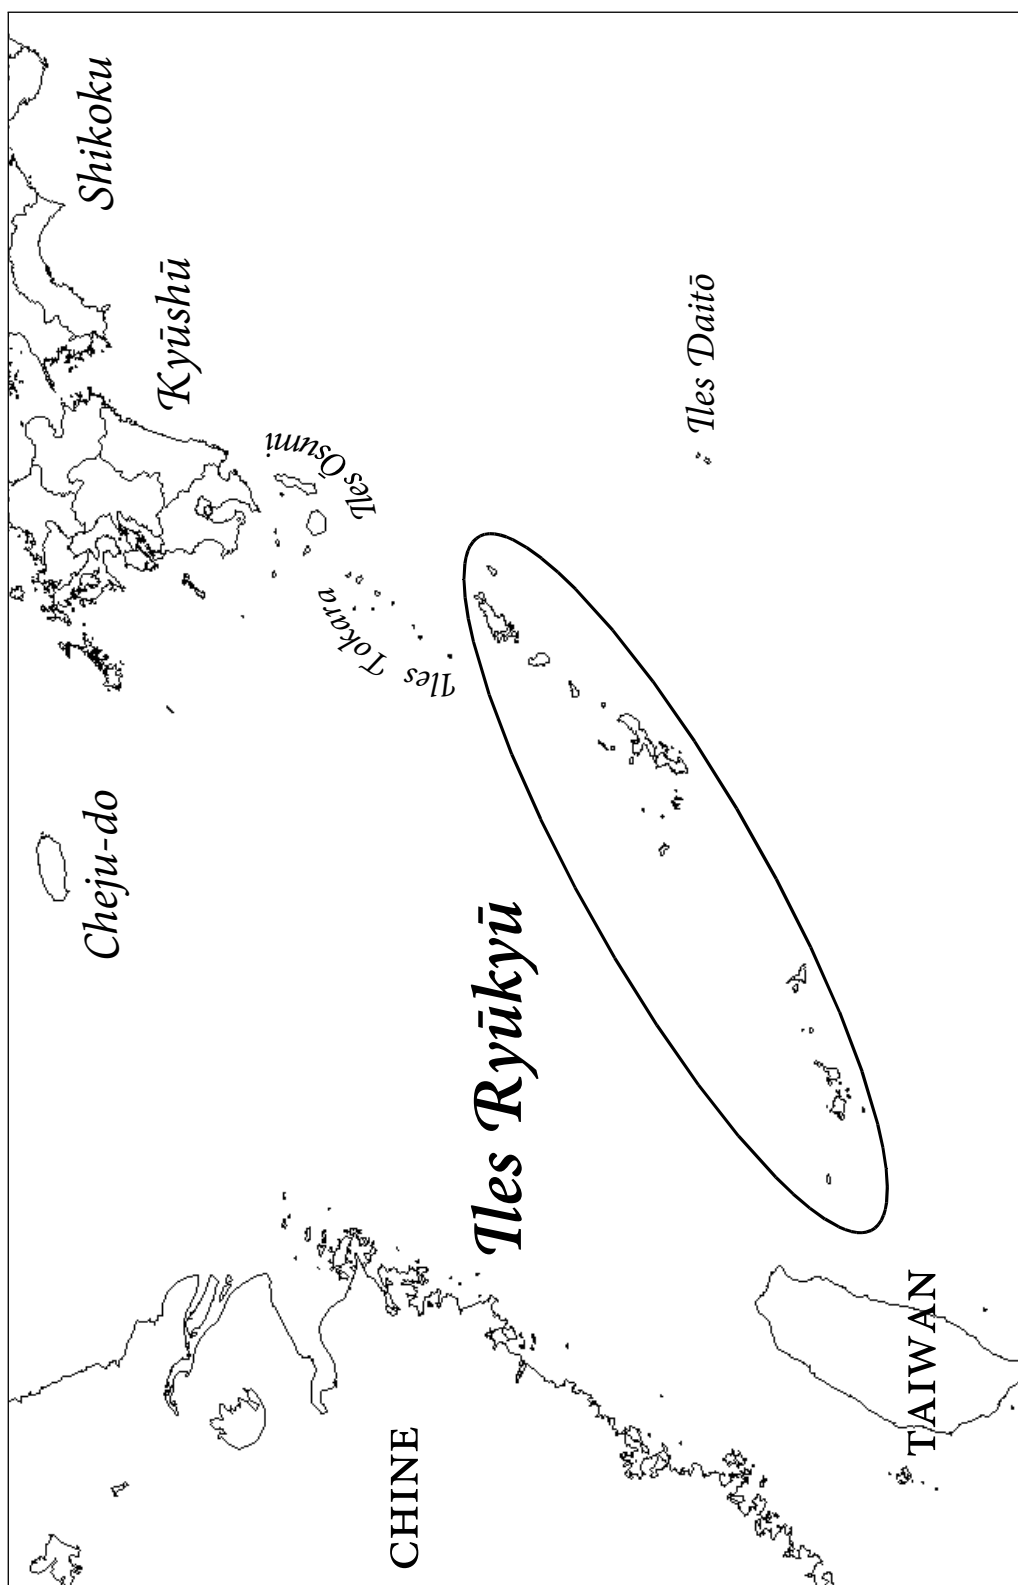 Shikoku
Kyūshū
Iles Ōsumi
Iles Tokara
Iles Daitō
Cheju-do
Iles Ryūkyū
CHINE
TAIWAN